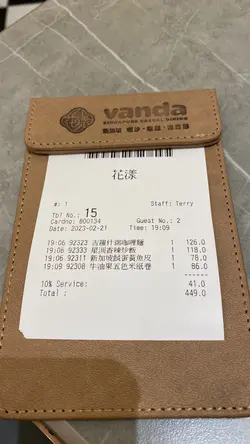 vanda
SINGAPORE CASUAL DINING
新加坡
花漾
#: 1 Staff: Terry
Tbl No.: 15
Cardno: 800134 Guest No.: 2
Date: 2023-02-21 Time: 19:09
19:06 92323 吉隆什錦咖喱麵 1 126.0
19:06 92333 星洲香辣炒飯 1 118.0
19:06 92311 新加坡鹹蛋黃魚皮 1 78.0
19:09 92308 牛油果五色米紙卷 1 86.0
10% Service: 41.0
Total : 449.0